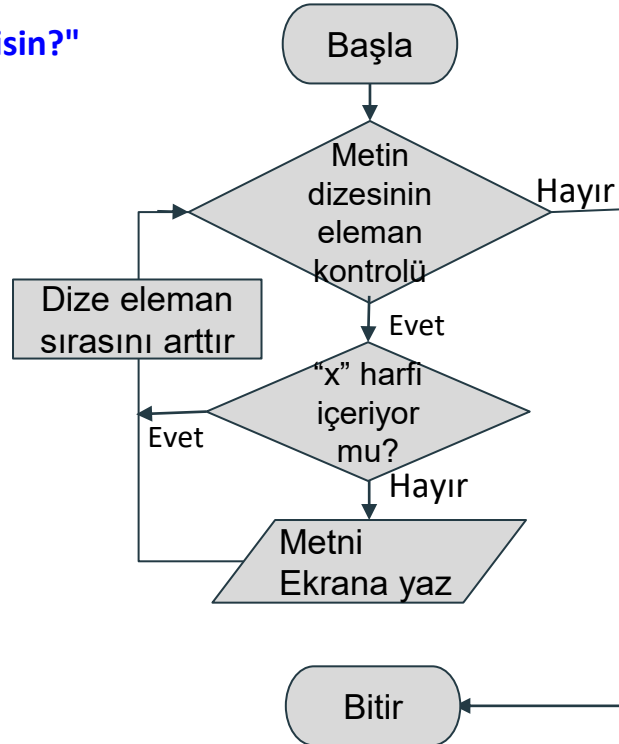 isin?"
Başla
Metin
dizesinin
eleman
kontrolü
Hayır
Dize eleman
sırasını arttır
Evet
“x” harfi
içeriyor
mu?
Evet
Hayır
Metni
Ekrana yaz
Bitir